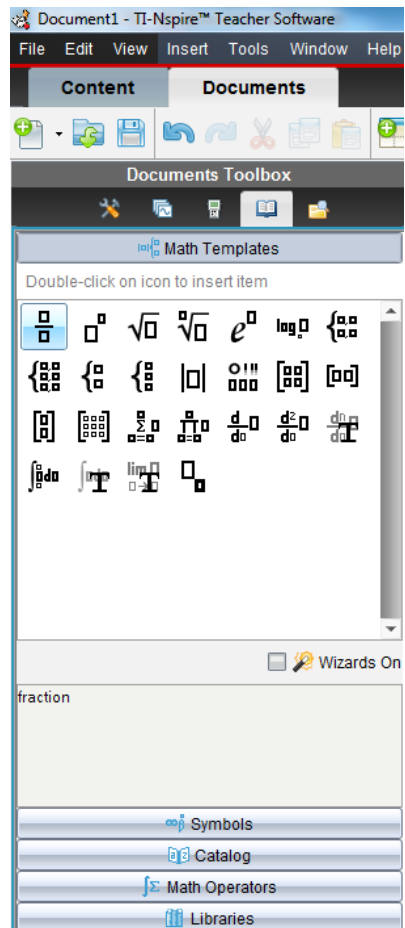 Document1 - TI-Nspire™ Teacher Software
File Edit View Insert Tools Window Help
Content Documents
Documents Toolbox
Math Templates
Double-click on icon to insert item
Wizards On
fraction
Symbols
Catalog
Math Operators
Libraries